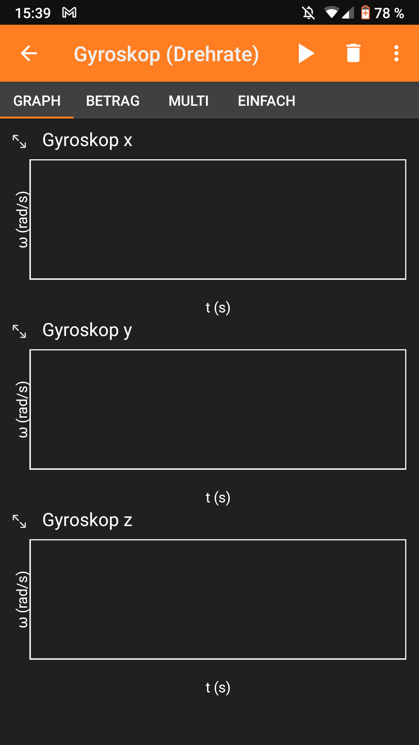 15:39 78 %
Gyroskop (Drehrate)
GRAPH BETRAG MULTI EINFACH
Gyroskop x
ω (rad/s)
t (s)
Gyroskop y
ω (rad/s)
t (s)
Gyroskop z
ω (rad/s)
t (s)